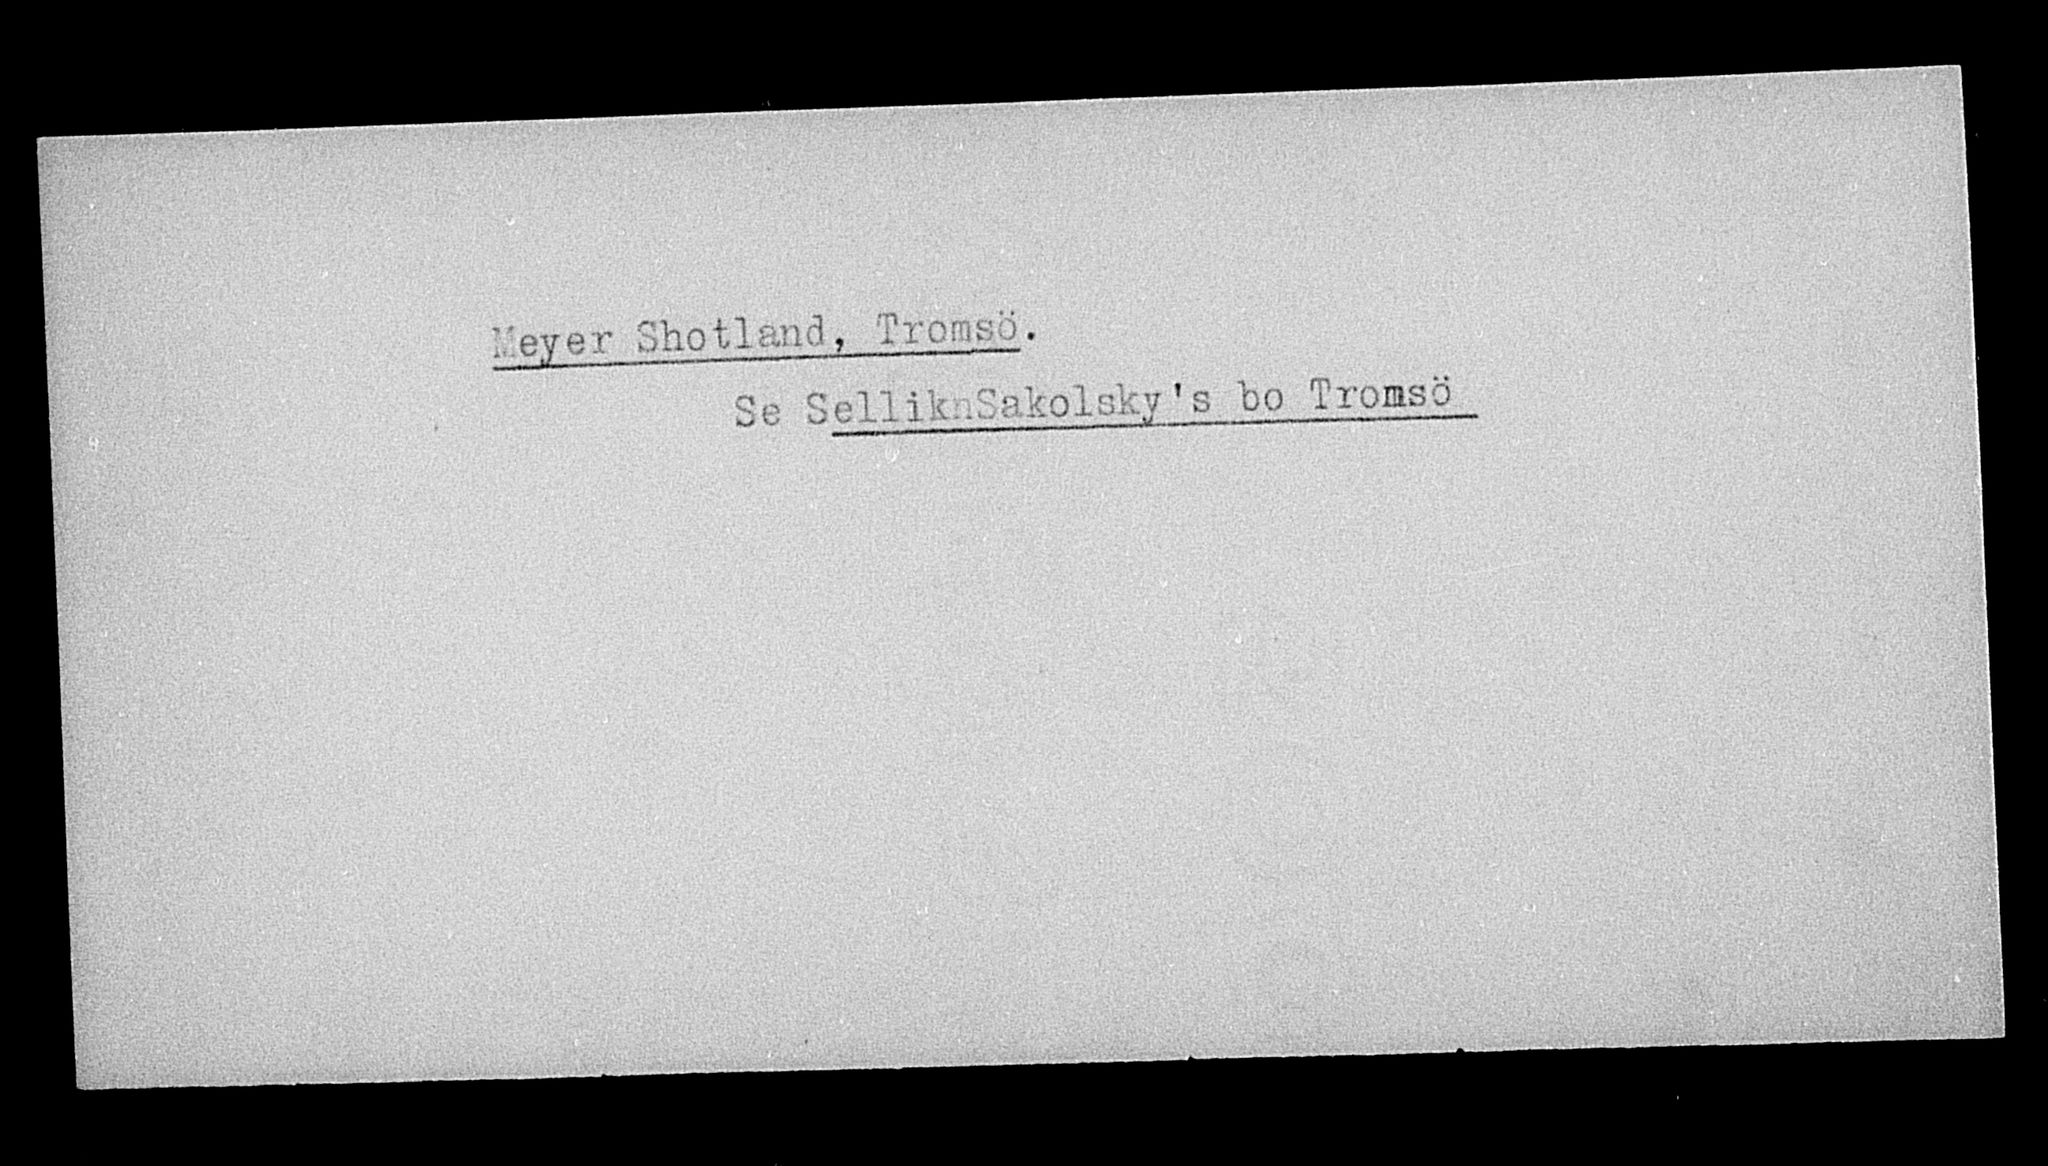 Meyer Shotland, Tromsö.
Se SelliknSakolsky's bo Tromsö